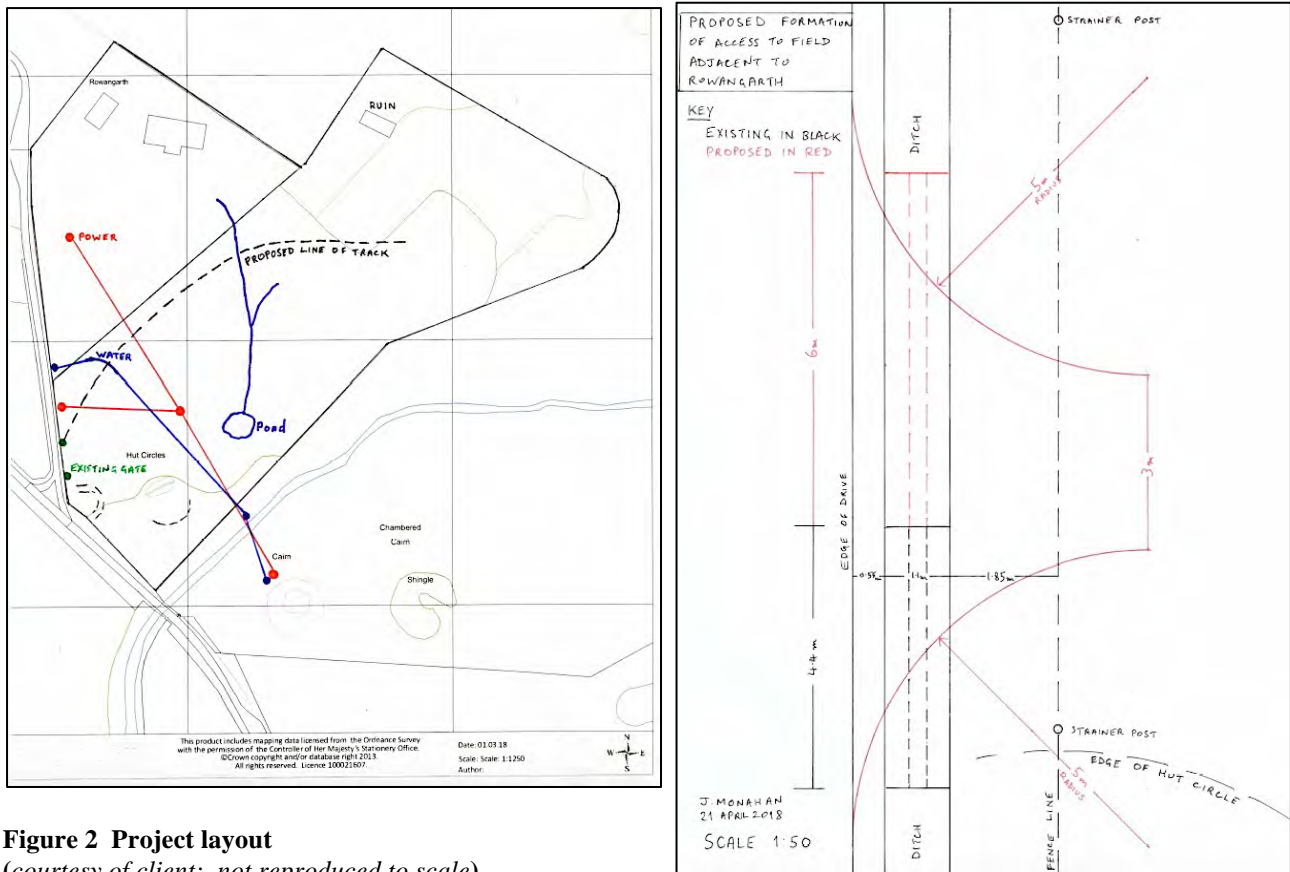 Rowangarth
RUIN
POWER
PROPOSED LINE OF TRACK
WATER
Pond
Hut Circles
EXISTING GATE
Chambered
Cairn
Cairn
Shingle
This product includes mapping data licensed from the Ordnance Survey
with the permission of the Controller of Her Majesty's Stationery Office.
©Crown copyright and/or database right 2013.
All rights reserved. Licence 100021607.
Date: 01.03.18
Scale: Scale: 1:1250
Author:
N
W E
S
Figure 2 Project layout
(courtesy of client: not reproduced to scale)
PROPOSED FORMATION
OF ACCESS TO FIELD
ADJACENT TO
ROWANGARTH
KEY
EXISTING IN BLACK
PROPOSED IN RED
STRAINER POST
DITCH
5m
RADIUS
6m
3m
EDGE OF DRIVE
1m
1.85m
4.4m
STRAINER POST
EDGE OF HUT CIRCLE
5m
RADIUS
J. MONAHAN
21 APRIL 2018
SCALE 1:50
DITCH
FENCE LINE